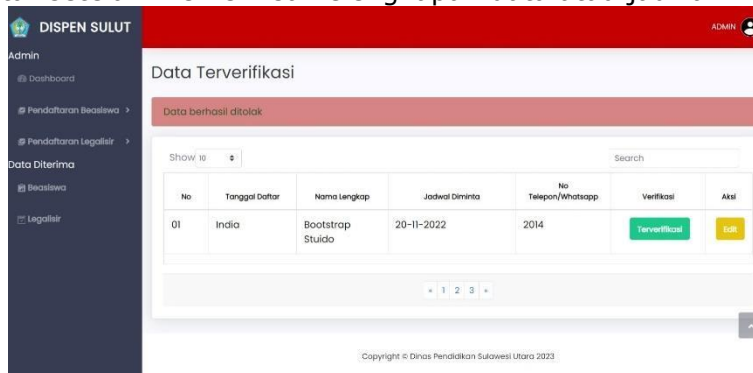 DISPEN SULUT
ADMIN
Admin
Dashboard
Pendaftaran Beasiswa >
Pendaftaran Legalisir >
Data Diterima
Beasiswa
Legalisir
Data Terverifikasi
Data berhasil ditolak
Show 10
Search
No Tanggal Daftar Nama Lengkap Jadwal Diminta No Telepon/Whatsapp Verifikasi Aksi
01 India Bootstrap Stuido 20-11-2022 2014 Terverifikasi Edit
« 1 2 3 »
Copyright © Dinas Pendidikan Sulawesi Utara 2023